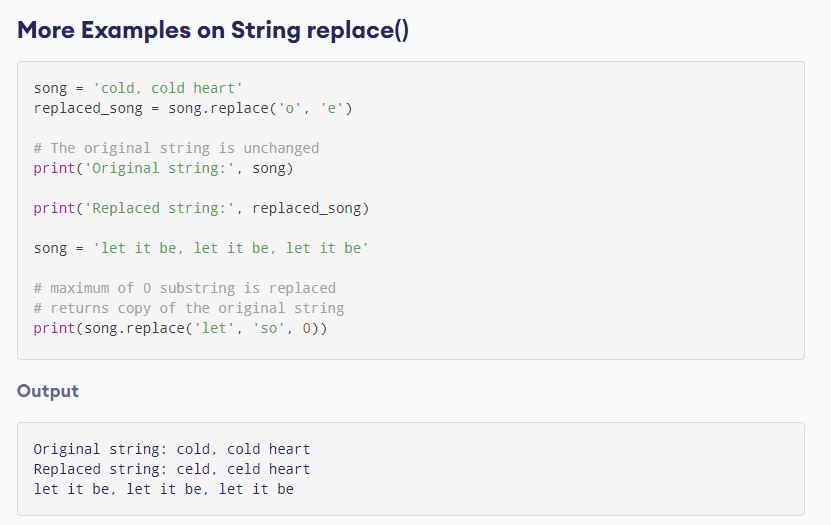 More Examples on String replace()
song = 'cold, cold heart'
replaced_song = song.replace('o', 'e')
# The original string is unchanged
print('Original string:', song)
print('Replaced string:', replaced_song)
song = 'let it be, let it be, let it be'
# maximum of 0 substring is replaced
# returns copy of the original string
print(song.replace('let', 'so', 0))
Output
Original string: cold, cold heart
Replaced string: celd, celd heart
let it be, let it be, let it be